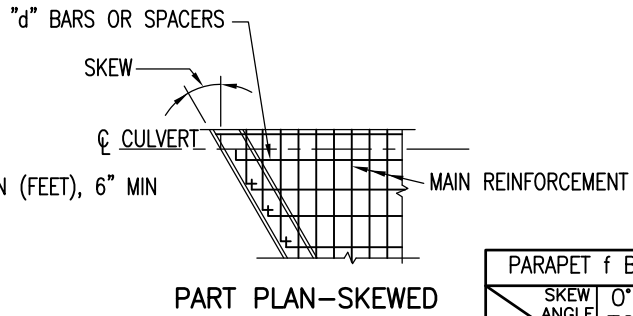 "d" BARS OR SPACERS
SKEW
℄ CULVERT
N (FEET), 6" MIN
MAIN REINFORCEMENT
PART PLAN-SKEWED
PARAPET f B
SKEW 0°
ANGLE